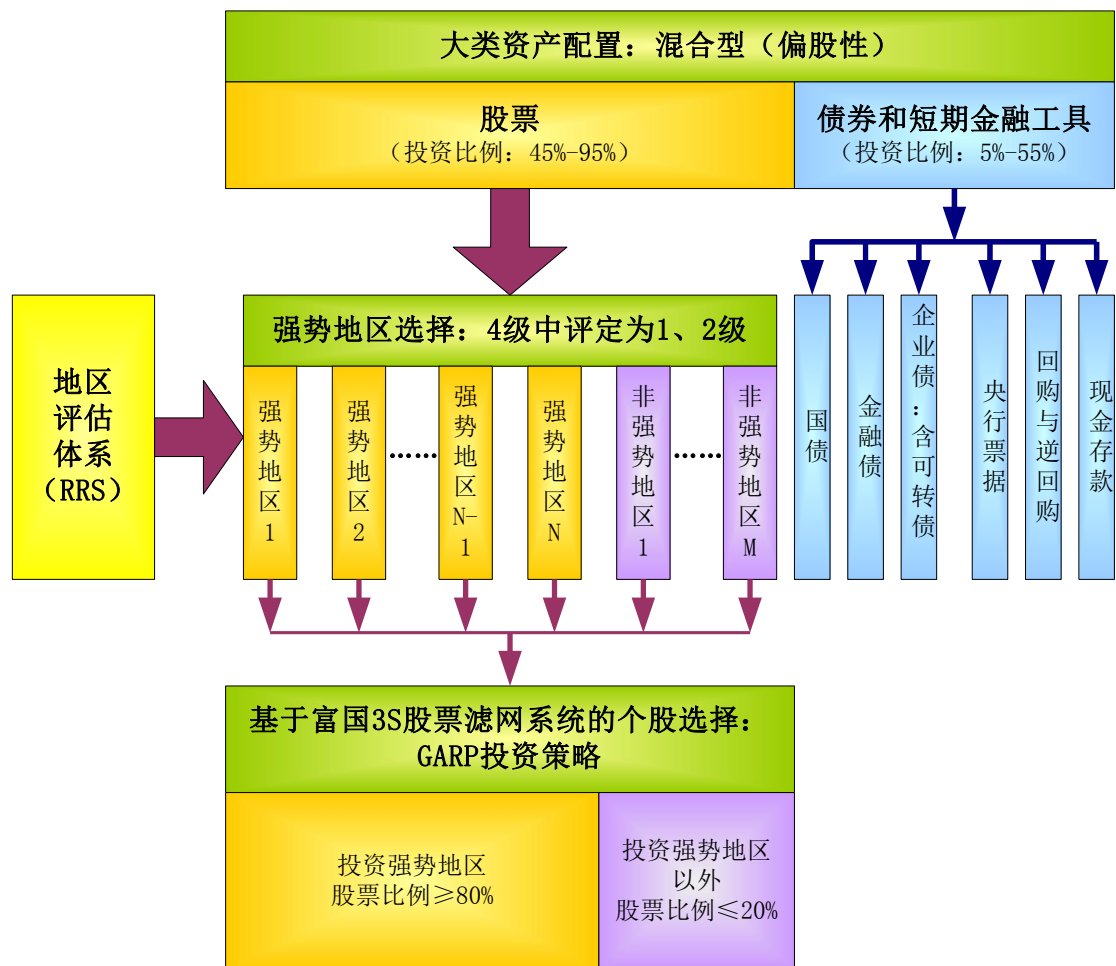 大类资产配置：混合型（偏股性）
股票
（投资比例：45%-95%）
债券和短期金融工具
（投资比例：5%-55%）
地区
评估
体系
（RRS）
强势地区选择：4级中评定为1、2级
强势地区1
强势地区2
……
强势地区N-1
强势地区N
非强势地区1
……
非强势地区M
国债
金融债
企业债：含可转债
央行票据
回购与逆回购
现金存款
基于富国3S股票滤网系统的个股选择：
GARP投资策略
投资强势地区
股票比例≥80%
投资强势地区
以外
股票比例≤20%